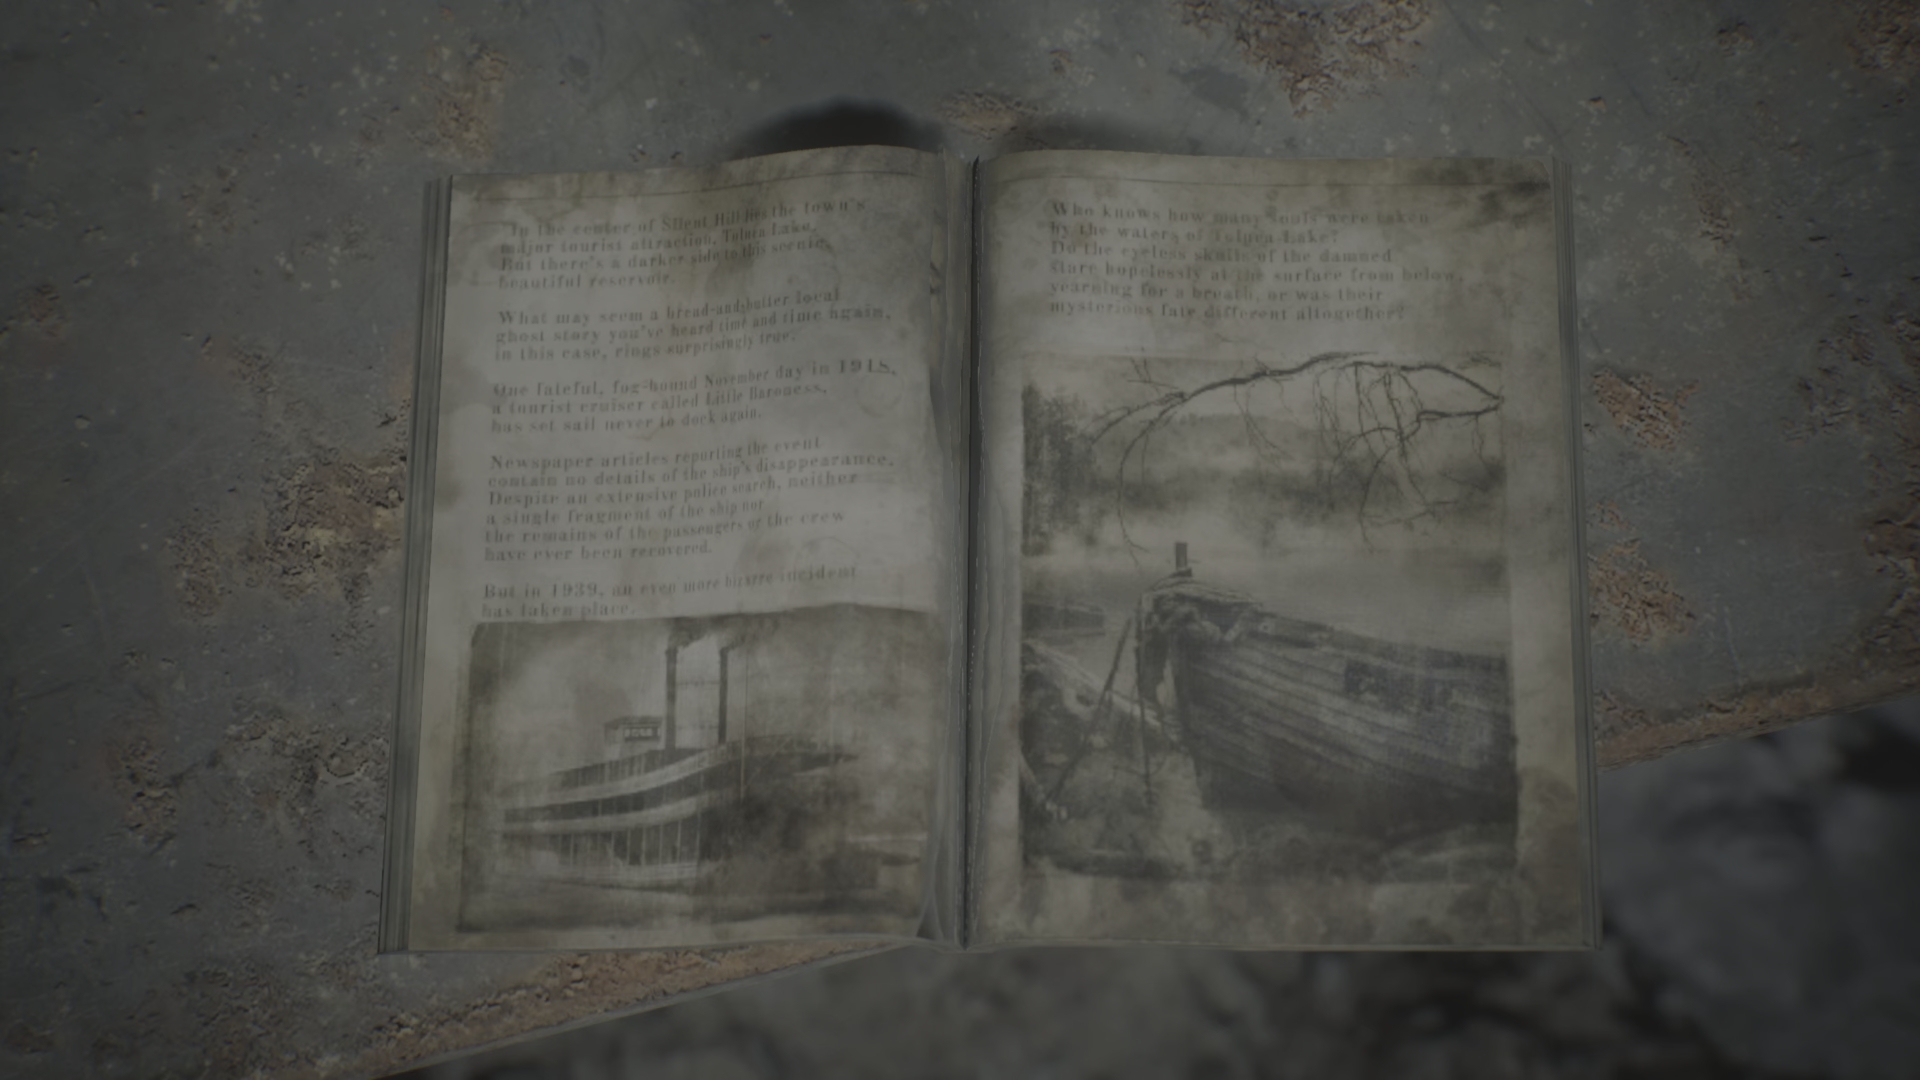 In the center of Silent Hill lies the town's
major tourist attraction, Toluca Lake.
But there's a darker side to this scenic,
beautiful reservoir.
What may seem a bread-and-butter local
ghost story you've heard time and time again,
in this case, rings surprisingly true.
One fateful, fog-bound November day in 1918,
a tourist cruiser called Little Baroness,
has set sail never to dock again.
Newspaper articles reporting the event
contain no details of the ship's disappearance.
Despite an extensive police search, neither
a single fragment of the ship nor
the remains of the passengers or the crew
have ever been recovered.
But in 1939, an even more bizarre incident
has taken place.
Who knows how many souls were taken
by the waters of Toluca Lake?
Do the eyeless skulls of the damned
stare hopelessly at the surface from below,
yearning for a breath, or was their
mysterious fate different altogether?